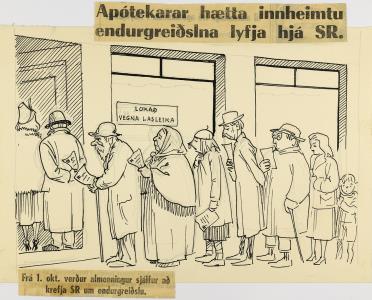 Apótekarar hætta innheimtu
endurgreiðslna lyfja hjá SR.
LOKAÐ
VEGNA LASLEIKA
Frá 1. okt. verður almenningur sjálfur að
krefja SR um endurgreiðslu.